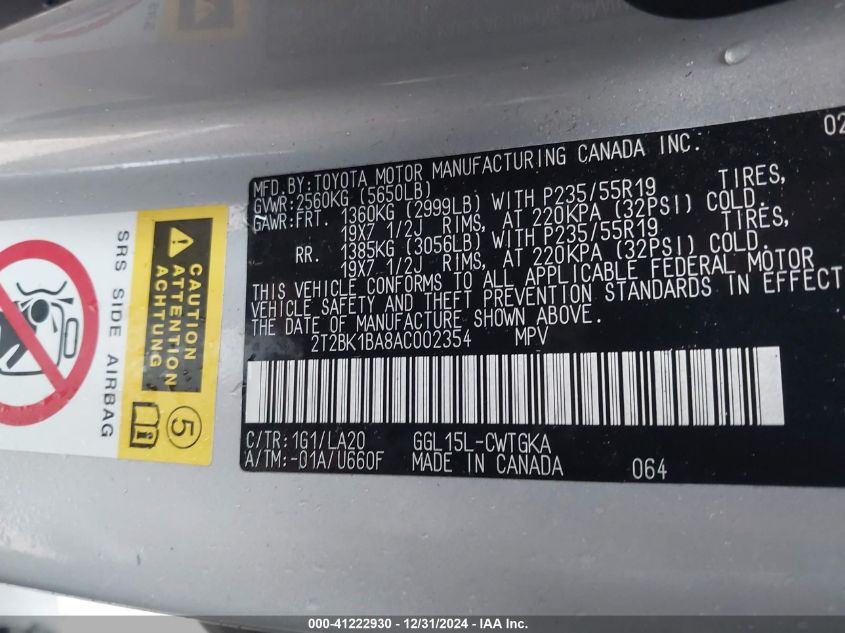 02
MFD.BY:TOYOTA MOTOR MANUFACTURING CANADA INC.
GVWR:2560KG (5650LB)
GAWR:FRT. 1360KG (2999LB) WITH P235/55R19 TIRES,
19X7 1/2J RIMS, AT 220KPA (32PSI) COLD.
RR. 1385KG (3056LB) WITH P235/55R19 TIRES,
19X7 1/2J RIMS, AT 220KPA (32PSI) COLD.
THIS VEHICLE CONFORMS TO ALL APPLICABLE FEDERAL MOTOR
VEHICLE SAFETY AND THEFT PREVENTION STANDARDS IN EFFECT
THE DATE OF MANUFACTURE SHOWN ABOVE.
2T2BK1BA8AC002354 MPV
C/TR:1G1/LA20 GGL15L-CWTGKA
A/TM:-01A/U660F MADE IN CANADA 064
SRS SIDE AIRBAG
CAUTION
ATTENTION
ACHTUNG
5
000-41222930 - 12/31/2024 - IAA Inc.